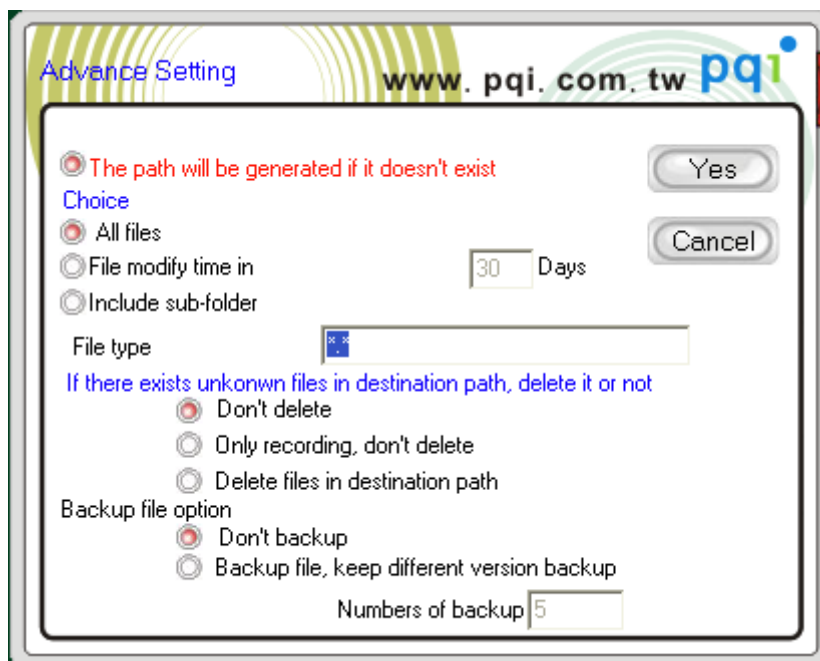 Advance Setting
www. pqi. com. tw pqi
The path will be generated if it doesn't exist
Yes
Choice
All files
Cancel
File modify time in 30 Days
Include sub-folder
File type *.*
If there exists unkonwn files in destination path, delete it or not
Don't delete
Only recording, don't delete
Delete files in destination path
Backup file option
Don't backup
Backup file, keep different version backup
Numbers of backup 5